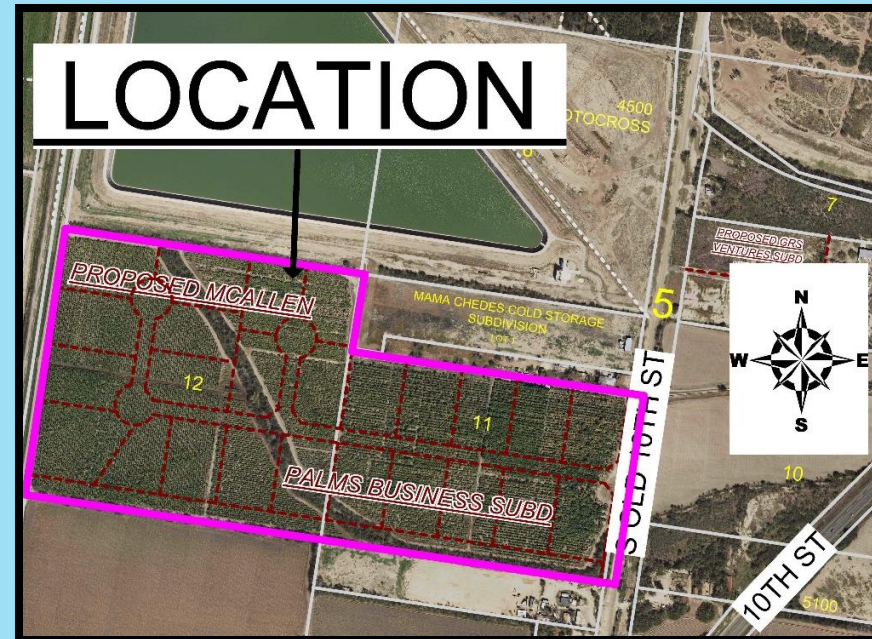 LOCATION
4500
OTOCROSS
6
7
PROPOSED GRS
VENTURES SUBD
PROPOSED MCALLEN
MAMA CHEDES COLD STORAGE
SUBDIVISION
LOT 1
5
N
W E
S
12
11
10
PALMS BUSINESS SUBD
S OLD 10TH ST
10TH ST
5100